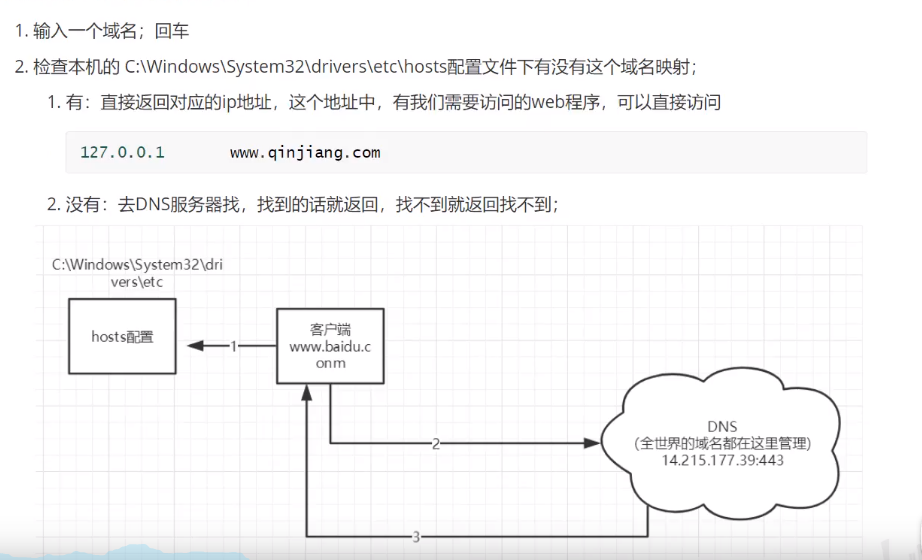 1. 输入一个域名；回车
2. 检查本机的 C:\Windows\System32\drivers\etc\hosts配置文件下有没有这个域名映射；
1. 有：直接返回对应的ip地址，这个地址中，有我们需要访问的web程序，可以直接访问
127.0.0.1 www.qinjiang.com
2. 没有：去DNS服务器找，找到的话就返回，找不到就返回找不到；
C:\Windows\System32\dri
vers\etc
hosts配置
1
客户端
www.baidu.c
onm
DNS
(全世界的域名都在这里管理)
14.215.177.39:443
2
3